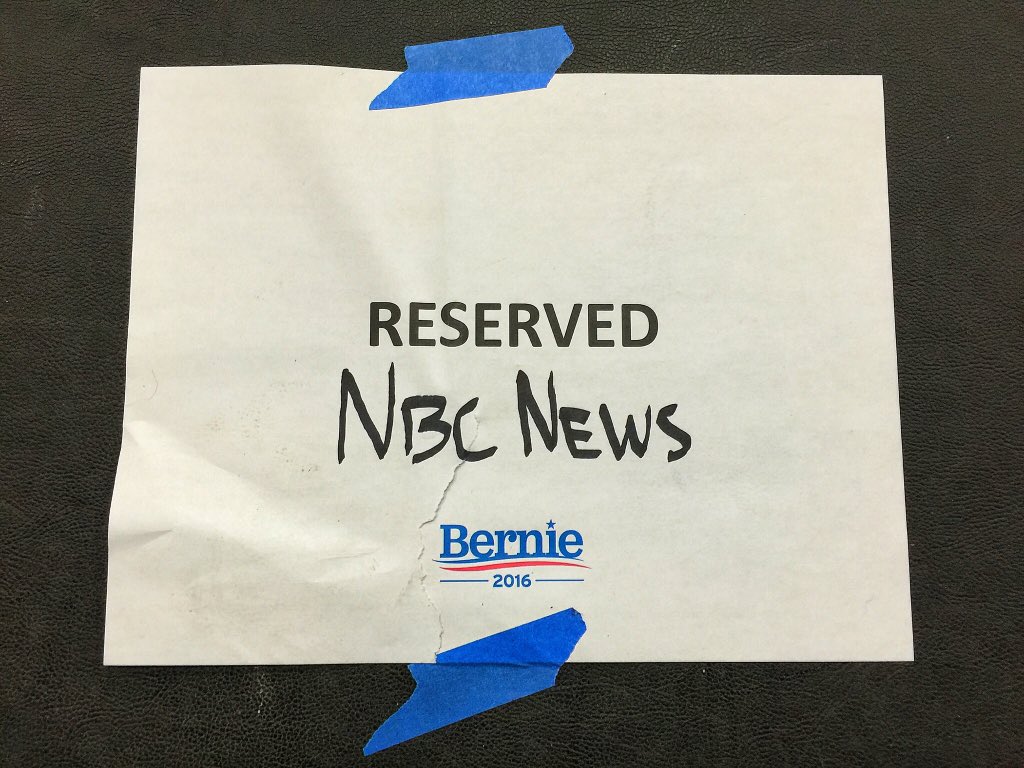 RESERVED
NBC NEWS
Bernie
2016